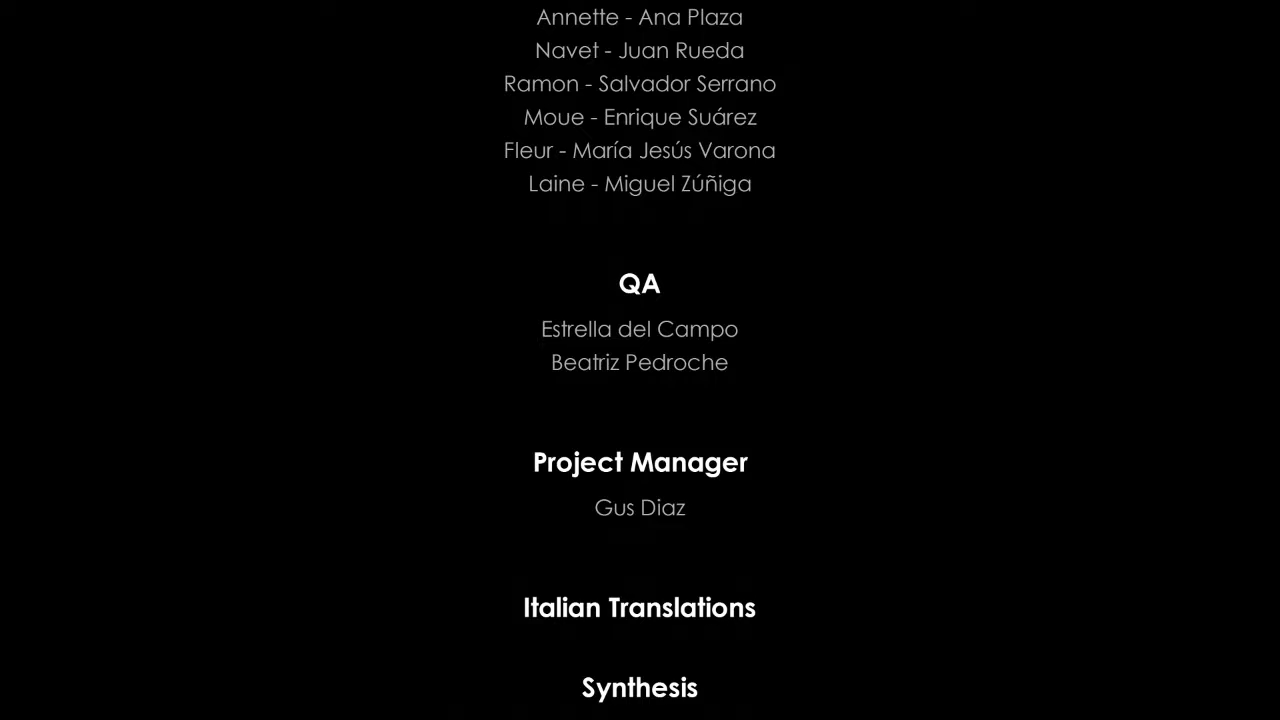 Annette - Ana Plaza
Navet - Juan Rueda
Ramon - Salvador Serrano
Moue - Enrique Suárez
Fleur - María Jesús Varona
Laine - Miguel Zúñiga
QA
Estrella del Campo
Beatriz Pedroche
Project Manager
Gus Diaz
Italian Translations
Synthesis